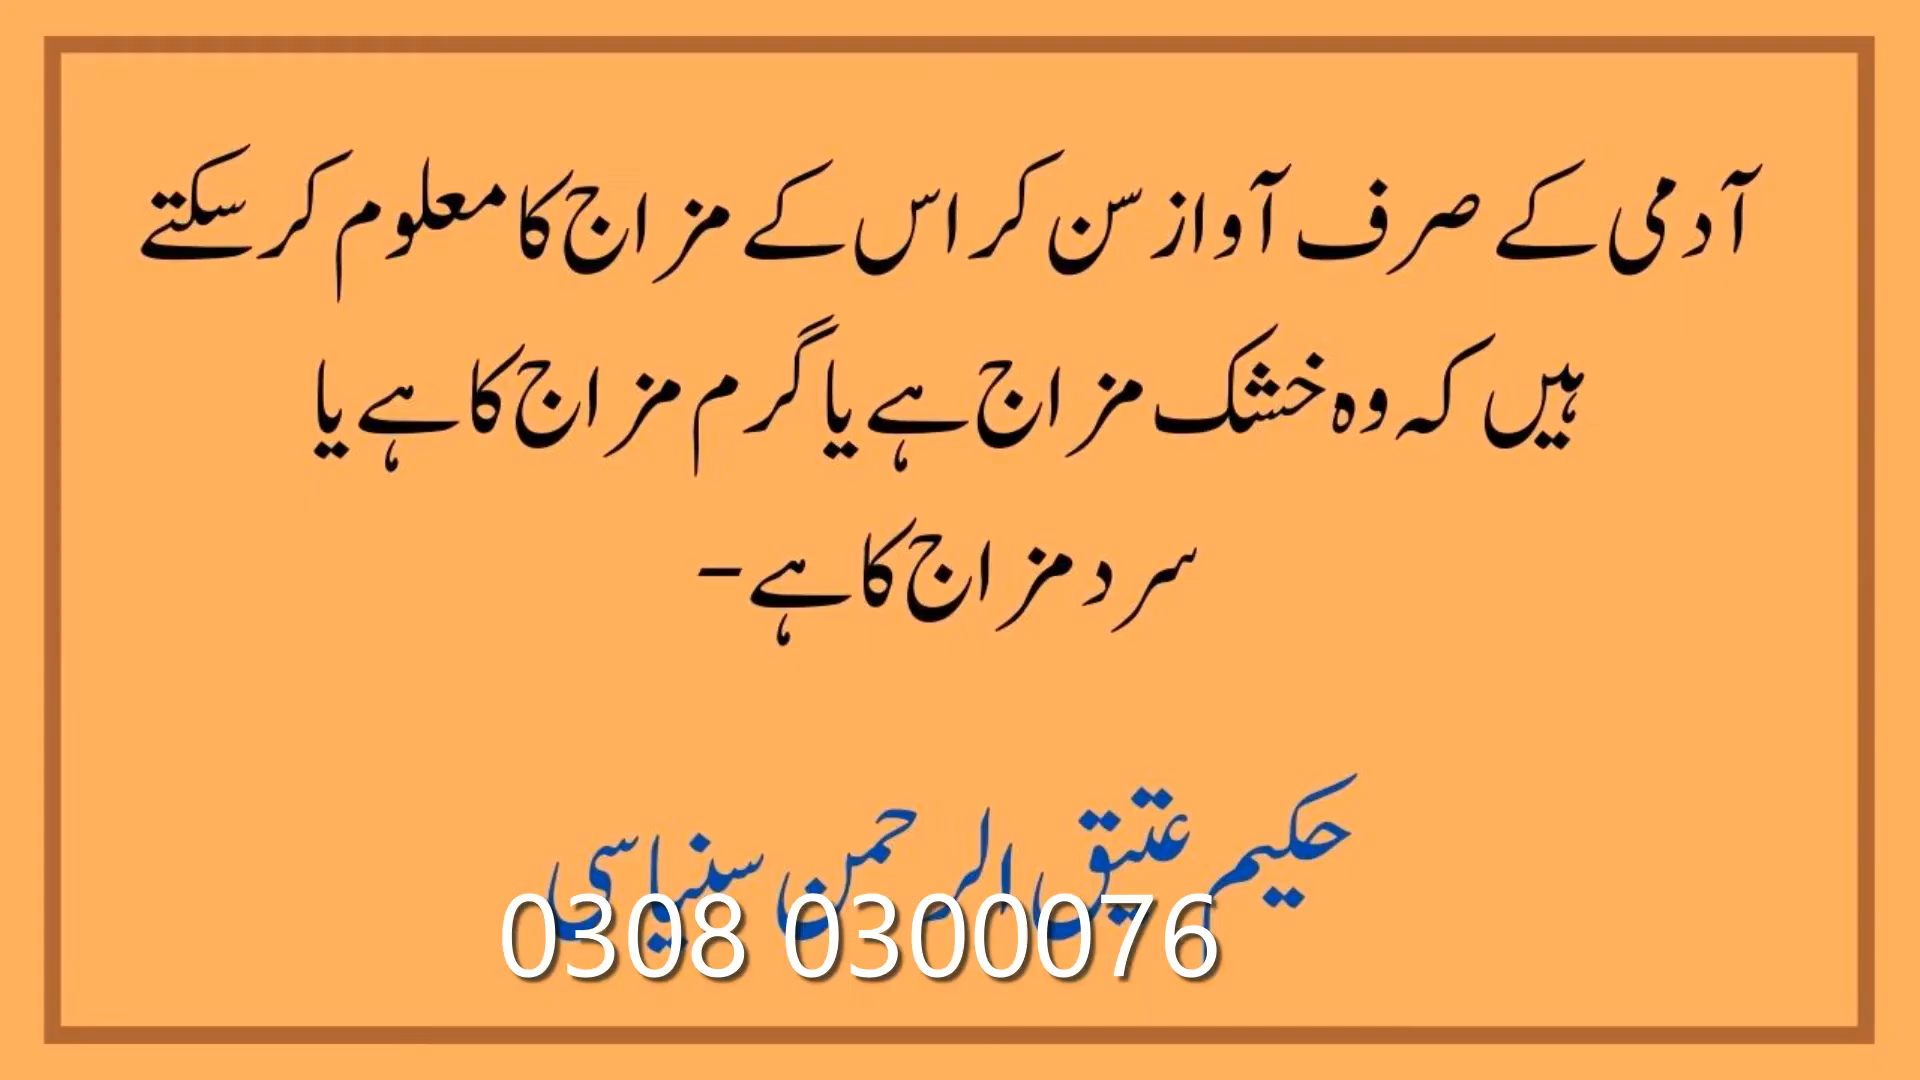 آدمی کے صرف آواز سن کر اس کے مزاج کا معلوم کر سکتے
ہیں کہ وہ خشک مزاج ہے یا گرم مزاج کا ہے یا
سرد مزاج کا ہے -
حکیم عتیق الرحمن سنیاسی
0308 0300076